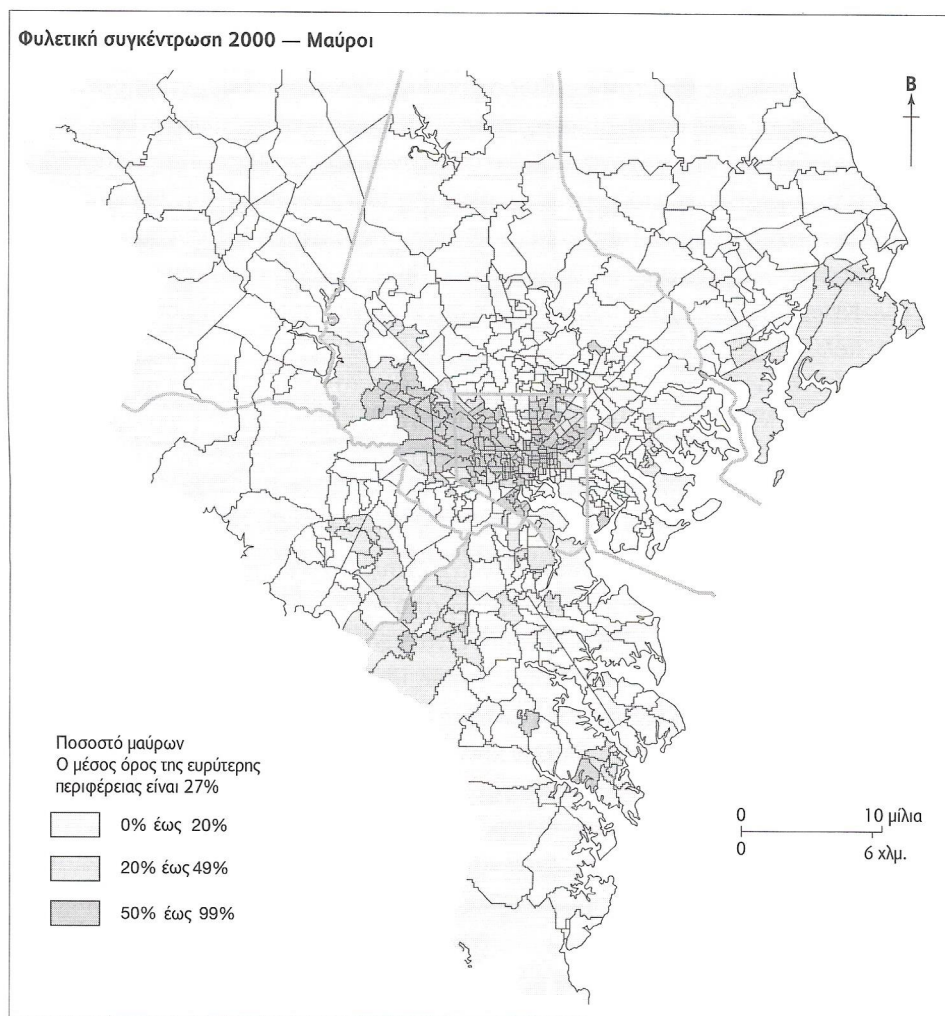 Φυλετική συγκέντρωση 2000 — Μαύροι
Β
Ποσοστό μαύρων
Ο μέσος όρος της ευρύτερης
περιφέρειας είναι 27%
0% έως 20%
20% έως 49%
50% έως 99%
0 10 μίλια
0 6 χλμ.